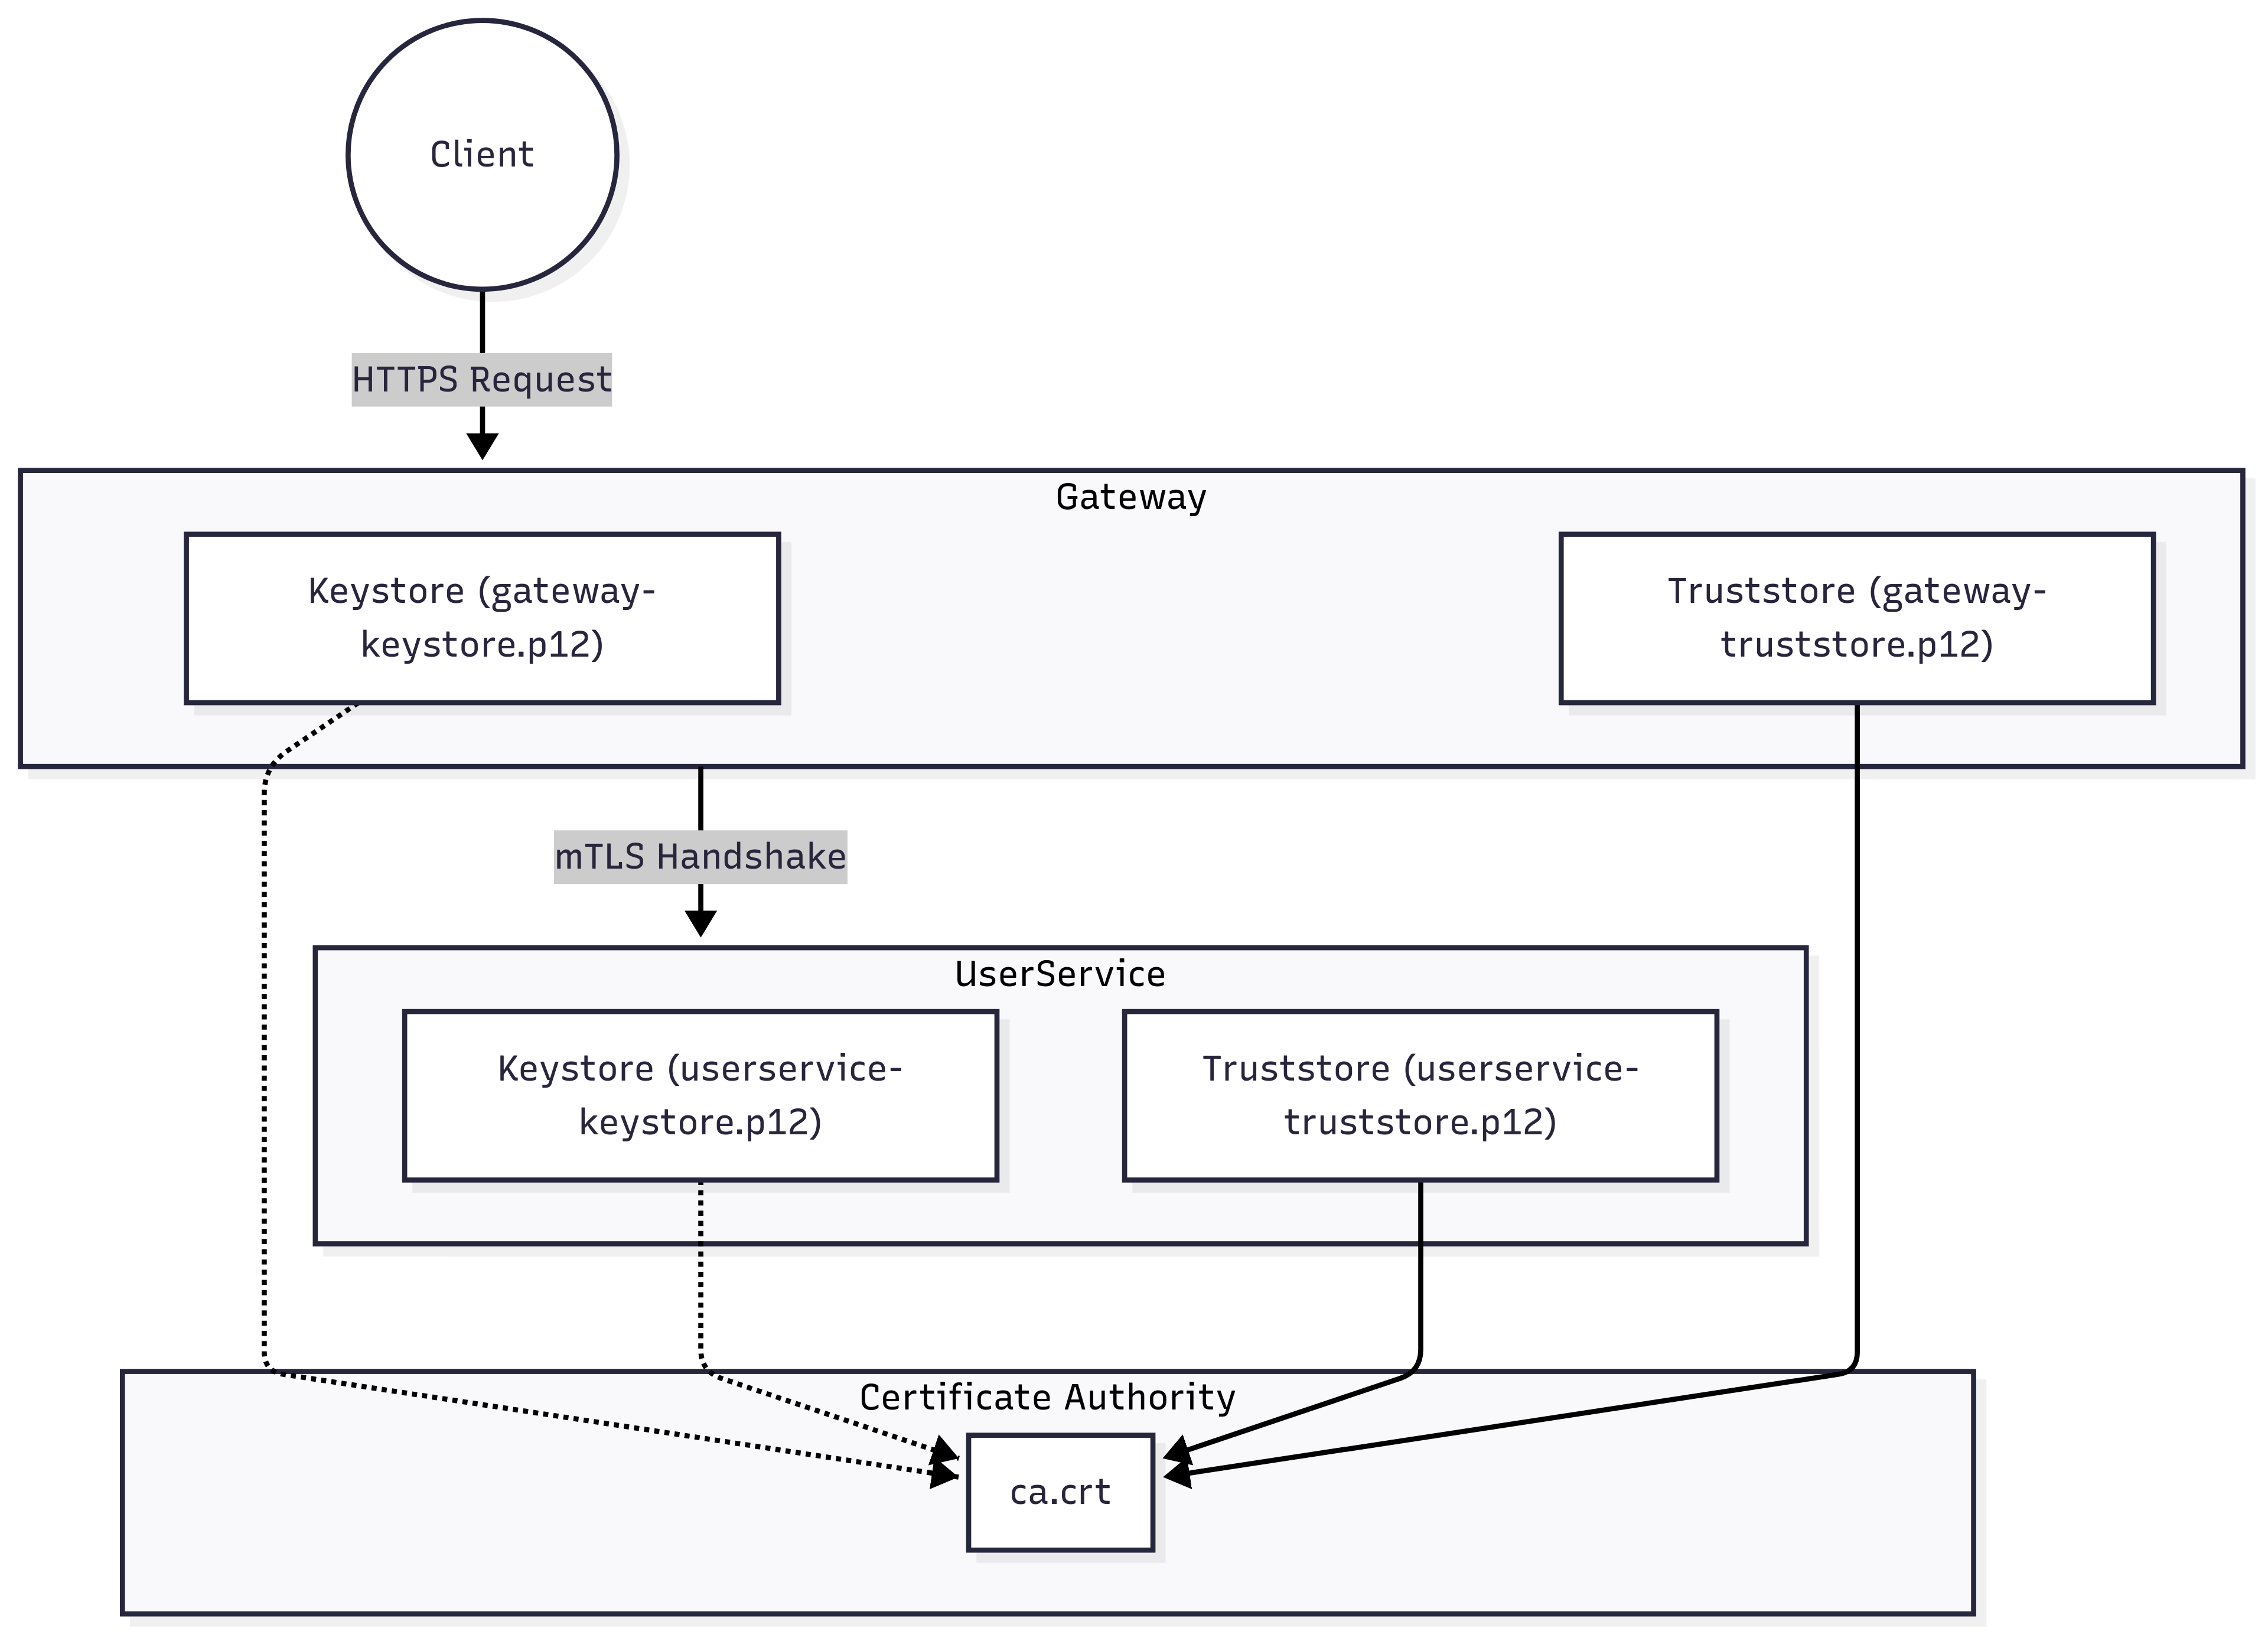 Client
HTTPS Request
Gateway
Keystore (gateway-
keystore.p12)
Truststore (gateway-
truststore.p12)
mTLS Handshake
UserService
Keystore (userservice-
keystore.p12)
Truststore (userservice-
truststore.p12)
Certificate Authority
ca.crt